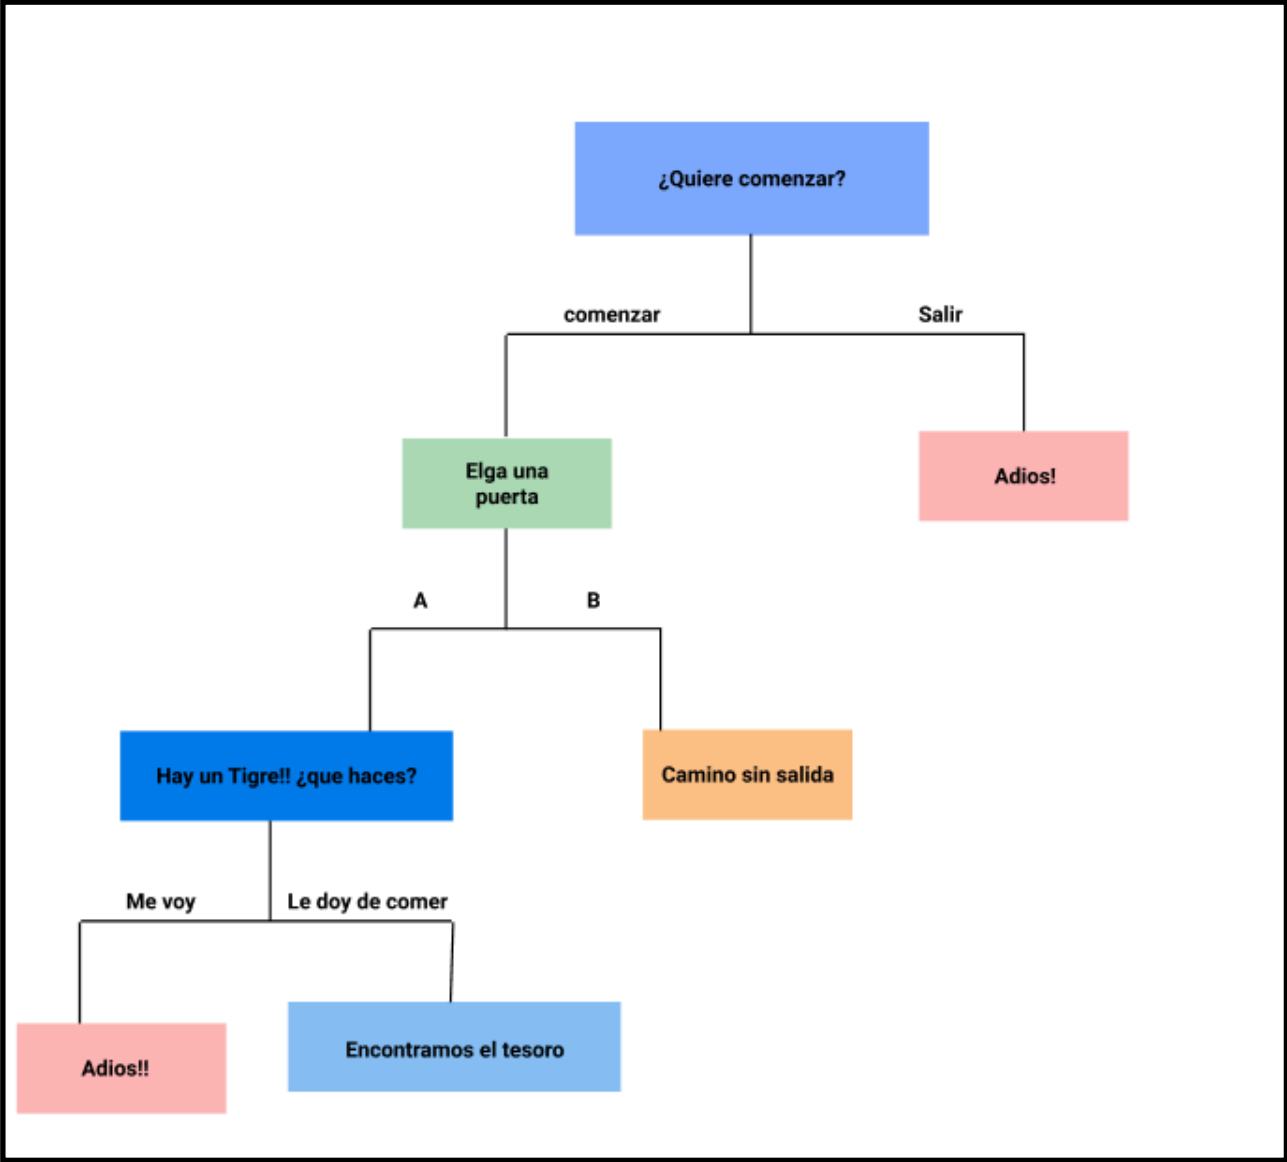 ¿Quiere comenzar?
comenzar
Salir
Elga una
puerta
Adios!
A
B
Hay un Tigre!! ¿que haces?
Camino sin salida
Me voy
Le doy de comer
Adios!!
Encontramos el tesoro